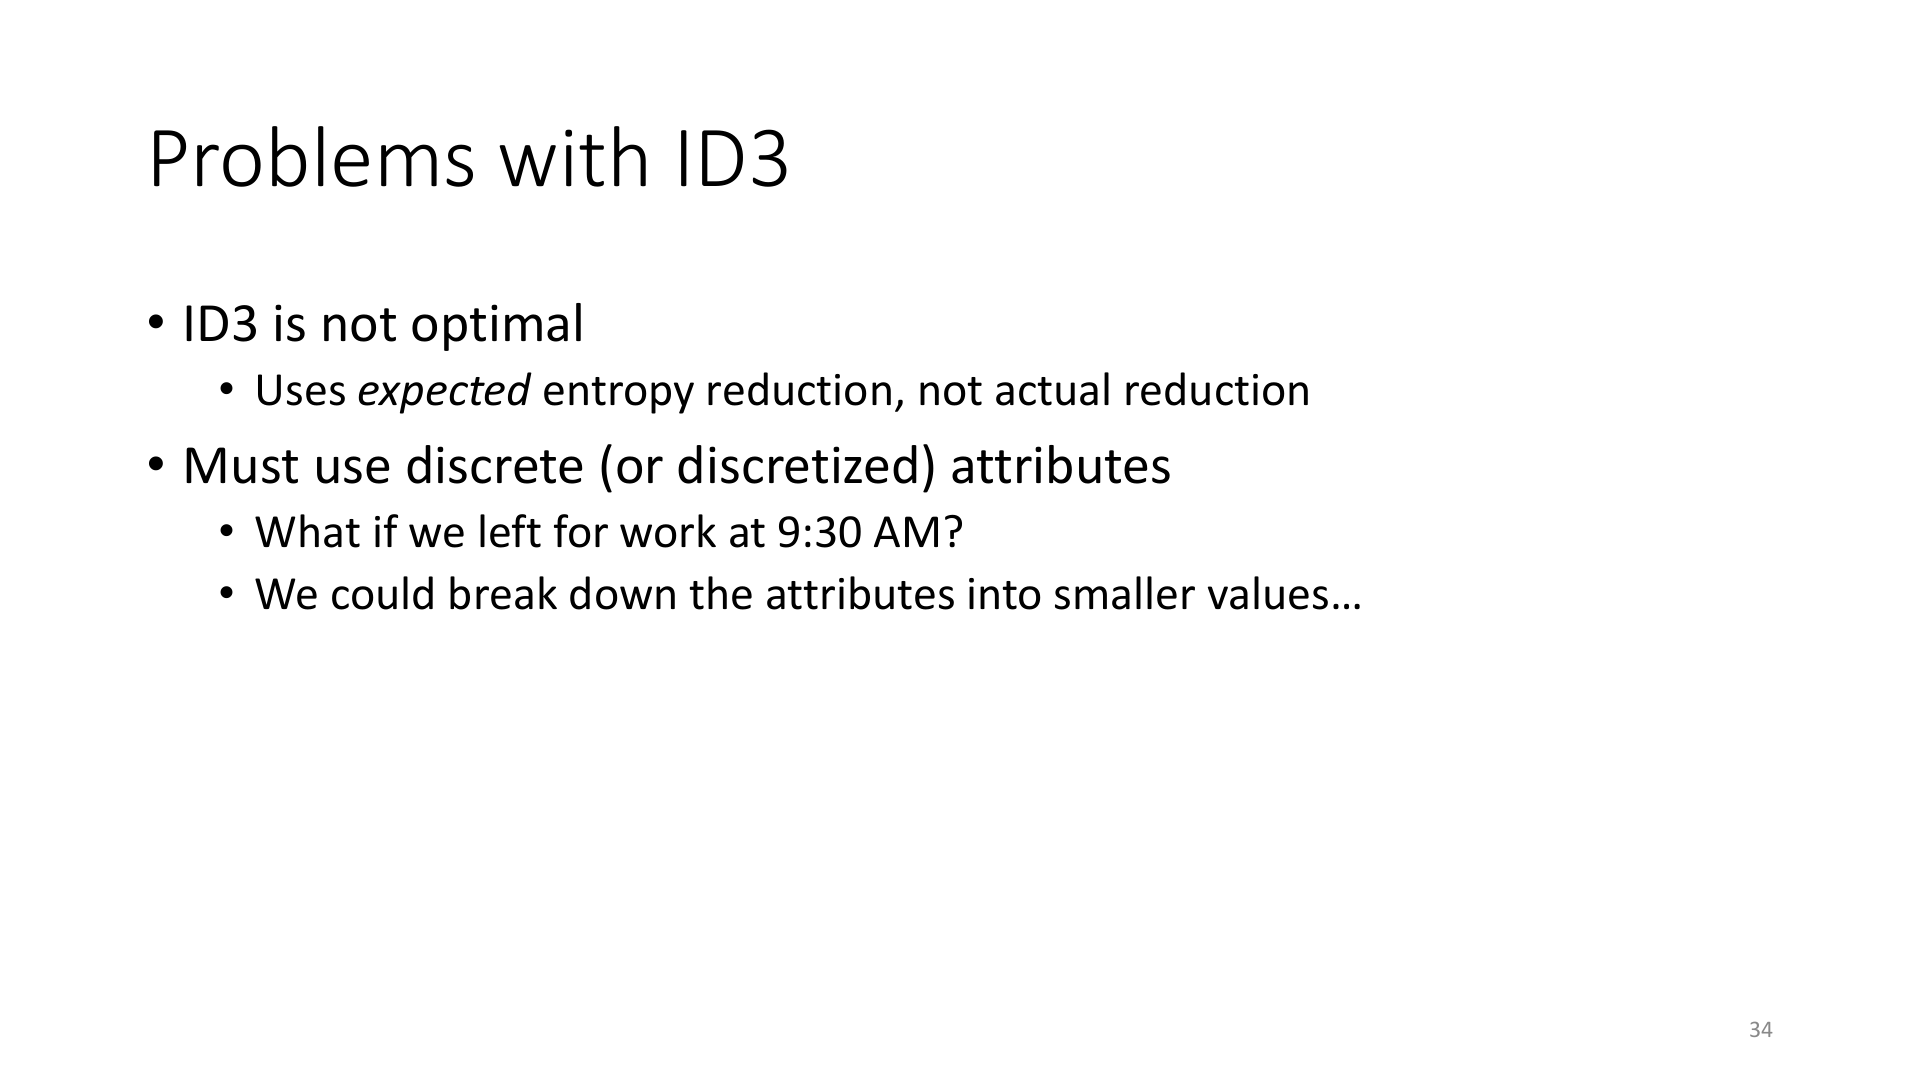 Problems with ID3
• ID3 is not optimal
• Uses expected entropy reduction, not actual reduction
• Must use discrete (or discretized) attributes
• What if we left for work at 9:30 AM?
• We could break down the attributes into smaller values…
34